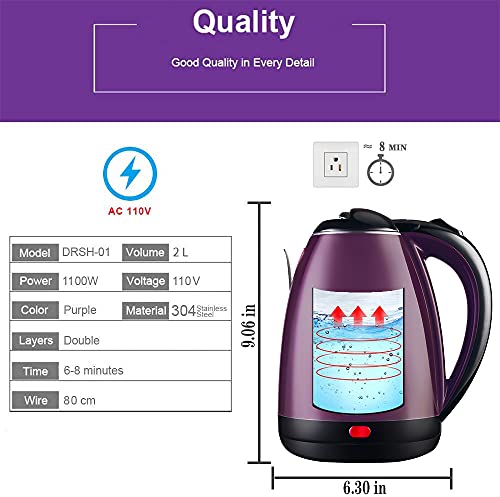 Quality
Good Quality in Every Detail
≈ 8 MIN
AC 110V
Model DRSH-01 Volume 2 L
Power 1100W Voltage 110V
Color Purple Material 304 Stainless Steel
Layers Double
Time 6-8 minutes
Wire 80 cm
9.06 in
6.30 in